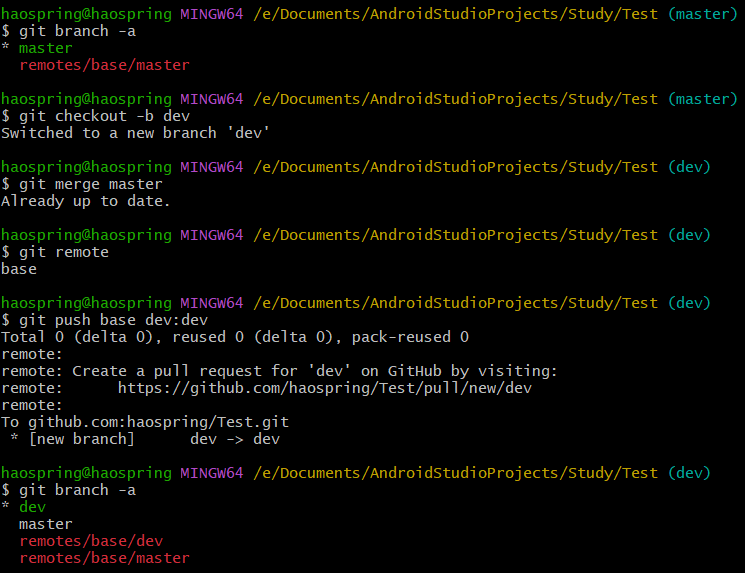 haospring@haospring MINGW64 /e/Documents/AndroidStudioProjects/Study/Test (master)
$ git branch -a
* master
  remotes/base/master

haospring@haospring MINGW64 /e/Documents/AndroidStudioProjects/Study/Test (master)
$ git checkout -b dev
Switched to a new branch 'dev'

haospring@haospring MINGW64 /e/Documents/AndroidStudioProjects/Study/Test (dev)
$ git merge master
Already up to date.

haospring@haospring MINGW64 /e/Documents/AndroidStudioProjects/Study/Test (dev)
$ git remote
base

haospring@haospring MINGW64 /e/Documents/AndroidStudioProjects/Study/Test (dev)
$ git push base dev:dev
Total 0 (delta 0), reused 0 (delta 0), pack-reused 0
remote:
remote: Create a pull request for 'dev' on GitHub by visiting:
remote:      https://github.com/haospring/Test/pull/new/dev
remote:
To github.com:haospring/Test.git
 * [new branch]      dev -> dev

haospring@haospring MINGW64 /e/Documents/AndroidStudioProjects/Study/Test (dev)
$ git branch -a
* dev
  master
  remotes/base/dev
  remotes/base/master